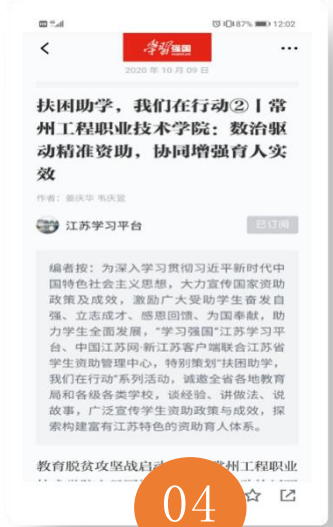 87% 12:02
学习强国
2020 年 10 月 09 日
扶困助学，我们在行动②丨常
州工程职业技术学院：数治驱
动精准资助，协同增强育人实
效
作者：姜庆华 韦庆昱
江苏学习平台
已订阅
编者按：为深入学习贯彻习近平新时代中
国特色社会主义思想，大力宣传国家资助
政策及成效，激励广大受助学生奋发自
强、立志成才、感恩回馈、为国奉献，助
力学生全面发展，“学习强国”江苏学习平
台、中国江苏网·新江苏客户端联合江苏省
学生资助管理中心，特别策划“扶困助学，
我们在行动”系列活动，诚邀全省各地教育
局和各级各类学校，谈经验、讲做法、说
故事，广泛宣传学生资助政策与成效，探
索构建富有江苏特色的资助育人体系。
教育脱贫攻坚战启动 州工程职业
04